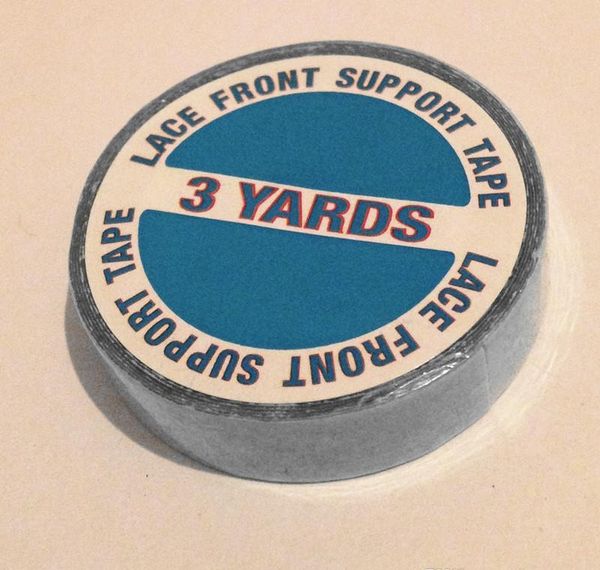 LACE FRONT SUPPORT TAPE
3 YARDS
LACE FRONT SUPPORT TAPE